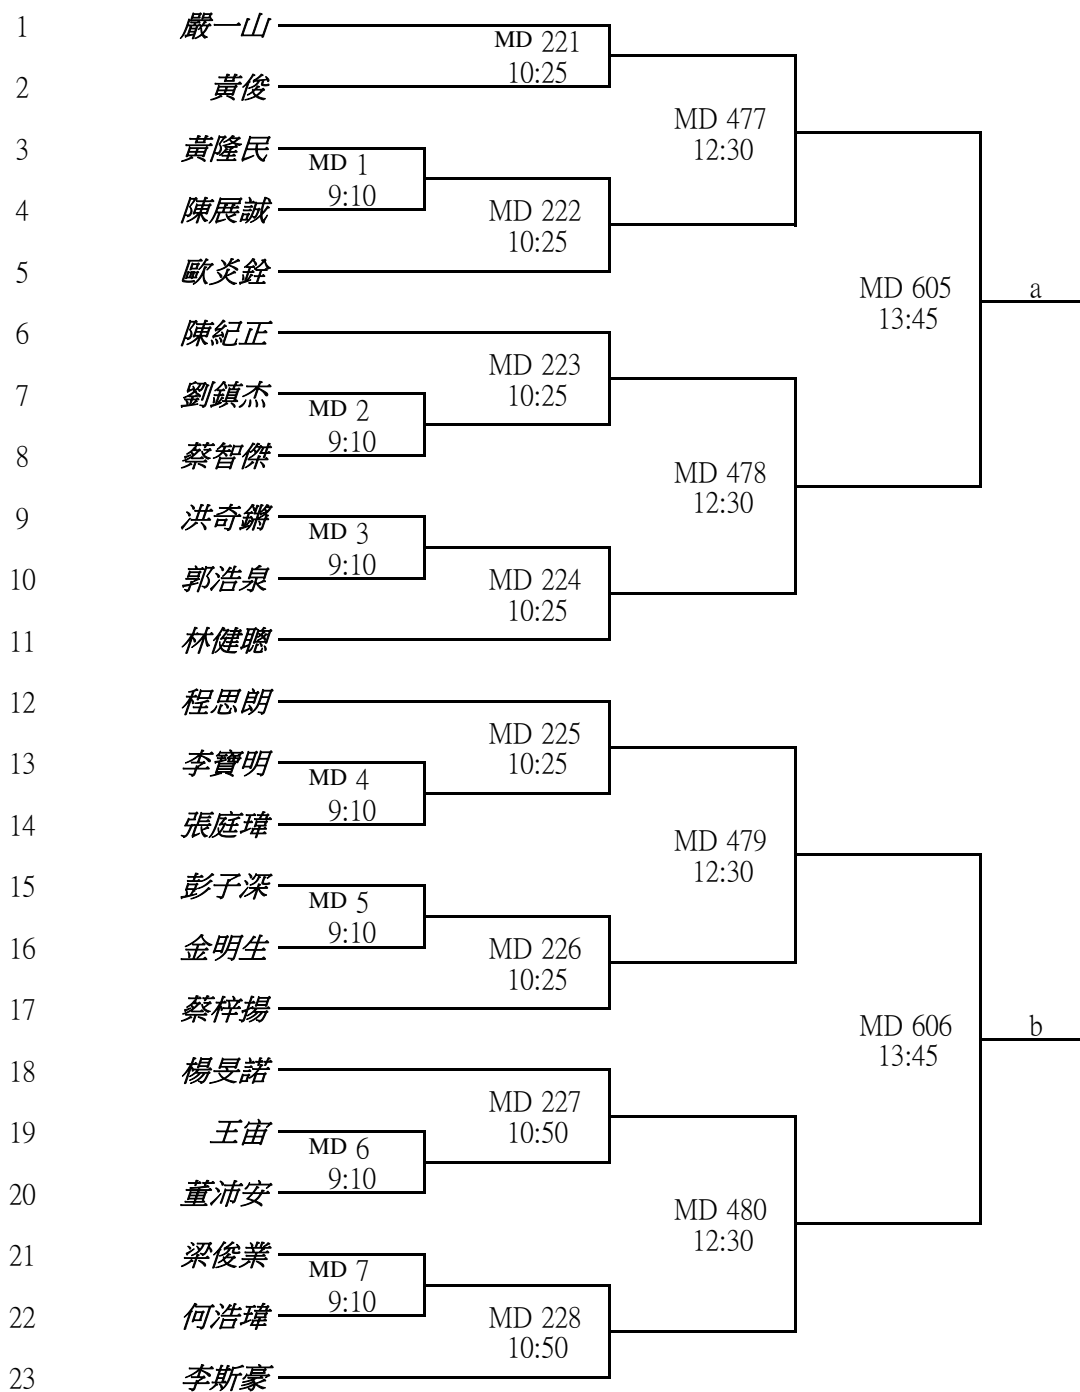 1 嚴一山
MD 221
10:25
2 黃俊
MD 477
12:30
3 黃隆民
MD 1
9:10
4 陳展誠
MD 222
10:25
5 歐炎銓
MD 605
13:45
a
6 陳紀正
MD 223
10:25
7 劉鎮杰
MD 2
9:10
8 蔡智傑
MD 478
12:30
9 洪奇鏘
MD 3
9:10
10 郭浩泉
MD 224
10:25
11 林健聰
12 程思朗
MD 225
10:25
13 李寶明
MD 4
9:10
14 張庭瑋
MD 479
12:30
15 彭子深
MD 5
9:10
16 金明生
MD 226
10:25
17 蔡梓揚
MD 606
13:45
b
18 楊旻諾
MD 227
10:50
19 王宙
MD 6
9:10
20 董沛安
MD 480
12:30
21 梁俊業
MD 7
9:10
22 何浩瑋
MD 228
10:50
23 李斯豪